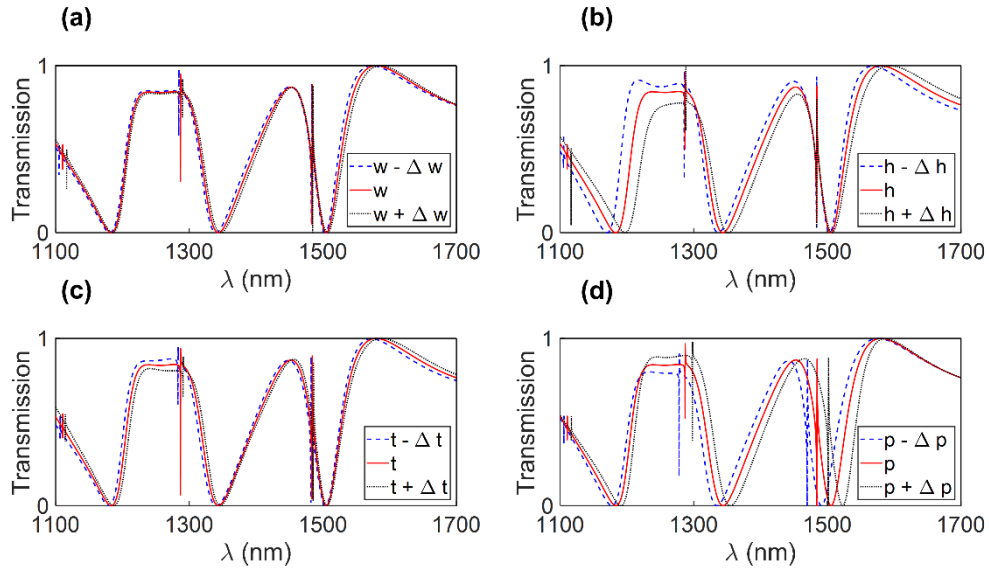 (a)
Transmission
1
0
1100
1300
1500
1700
λ (nm)
w - Δ w
w
w + Δ w
(b)
Transmission
1
0
1100
1300
1500
1700
λ (nm)
h - Δ h
h
h + Δ h
(c)
Transmission
1
0
1100
1300
1500
1700
λ (nm)
t - Δ t
t
t + Δ t
(d)
Transmission
1
0
1100
1300
1500
1700
λ (nm)
p - Δ p
p
p + Δ p